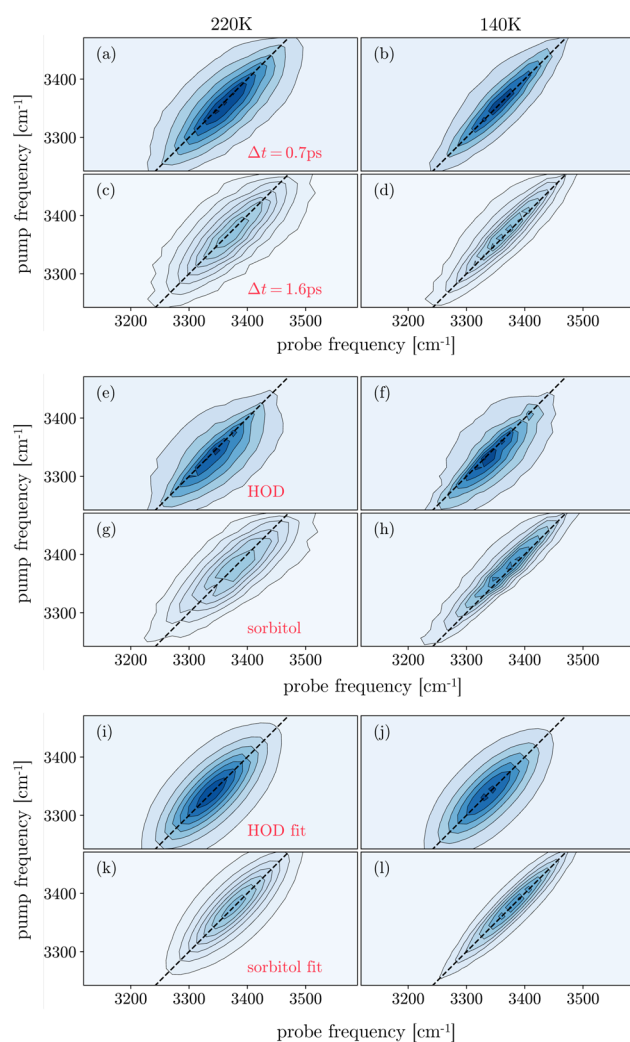 220K 140K
(a) (b)
3400
3300
Δt = 0.7ps
(c) (d)
3400
3300
Δt = 1.6ps
pump frequency [cm⁻¹]
3200 3300 3400 3500 3200 3300 3400 3500
probe frequency [cm⁻¹]
(e) (f)
3400
3300
HOD
(g) (h)
3400
3300
sorbitol
pump frequency [cm⁻¹]
3200 3300 3400 3500 3200 3300 3400 3500
probe frequency [cm⁻¹]
(i) (j)
3400
3300
HOD fit
(k) (l)
3400
3300
sorbitol fit
pump frequency [cm⁻¹]
3200 3300 3400 3500 3200 3300 3400 3500
probe frequency [cm⁻¹]